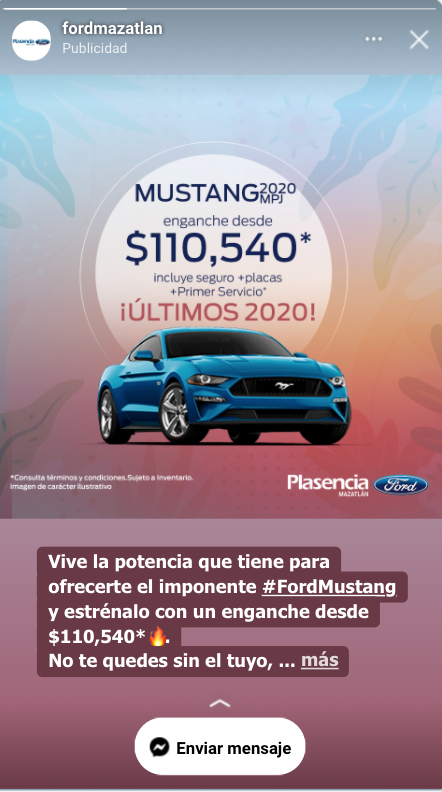 fordmazatlan
Publicidad
Plasencia Ford
MUSTANG 2020 MPJ
enganche desde
$110,540*
incluye seguro +placas
+Primer Servicio*
¡ÚLTIMOS 2020!
*Consulta términos y condiciones.Sujeto a Inventario.
Imagen de carácter ilustrativo
Plasencia Ford
MAZATLÁN
Vive la potencia que tiene para
ofrecerte el imponente #FordMustang
y estrénalo con un enganche desde
$110,540*🔥.
No te quedes sin el tuyo, ... más
Enviar mensaje